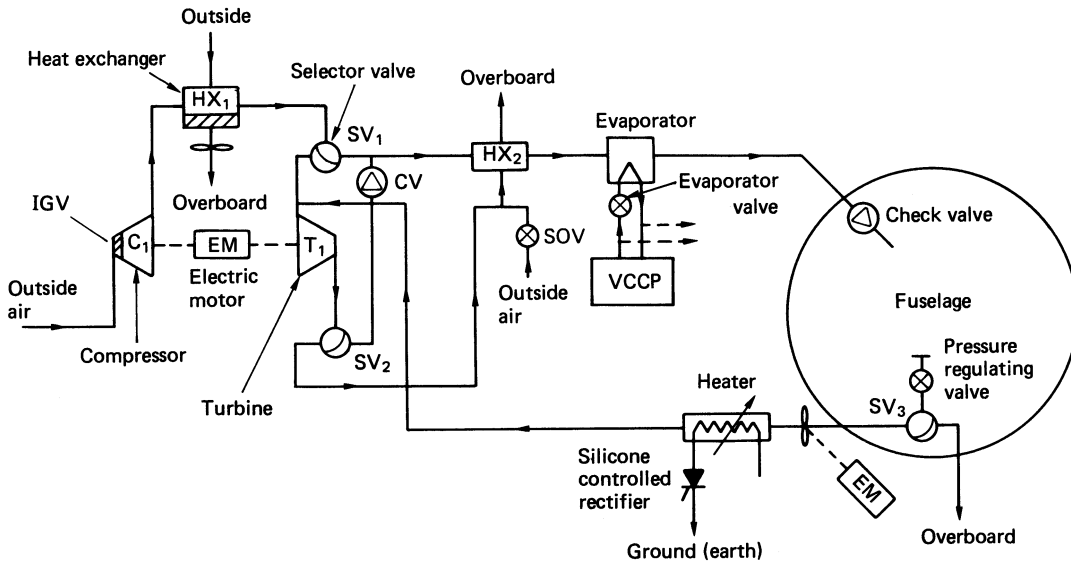 Outside
Heat exchanger
HX1
Selector valve
SV1
Overboard
HX2
Evaporator
CV
Evaporator
valve
Check valve
IGV
Overboard
C1
EM
T1
SOV
VCCP
Electric
motor
Outside
air
Outside
air
Fuselage
Compressor
SV2
Turbine
Heater
Pressure
regulating
valve
SV3
Silicone
controlled
rectifier
EM
Overboard
Ground (earth)